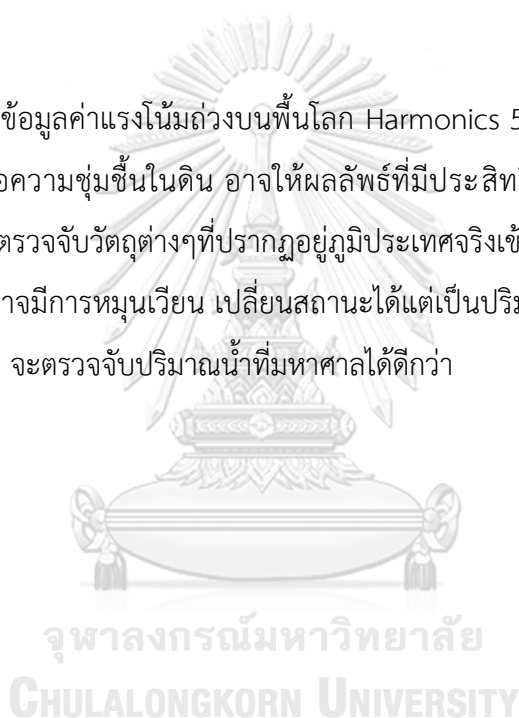 ข้อมูลค่าแรงโน้มถ่วงบนพื้นโลก Harmonics 5
ความชุ่มชื้นในดิน อาจให้ผลลัพธ์ที่มีประสิทธิ
ตรวจจับวัตถุต่างๆที่ปรากฏอยู่ภูมิประเทศจริงเข้
าจมีการหมุนเวียน เปลี่ยนสถานะได้แต่เป็นปริม
จะตรวจจับปริมาณน้ำที่มหาศาลได้ดีกว่า
จุฬาลงกรณ์มหาวิทยาลัย
CHULALONGKORN UNIVERSITY